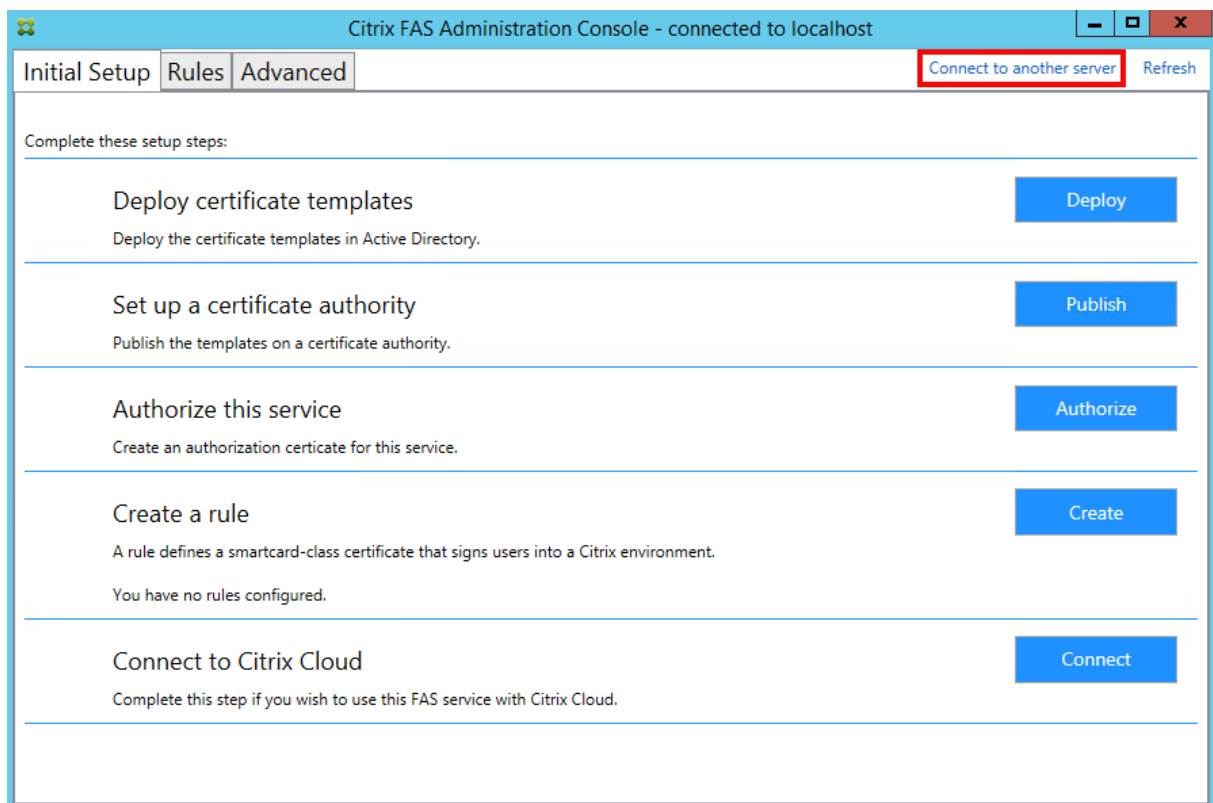 Citrix FAS Administration Console - connected to localhost
Initial Setup Rules Advanced Connect to another server Refresh
Complete these setup steps:
Deploy certificate templates
Deploy
Deploy the certificate templates in Active Directory.
Set up a certificate authority
Publish
Publish the templates on a certificate authority.
Authorize this service
Authorize
Create an authorization certicate for this service.
Create a rule
Create
A rule defines a smartcard-class certificate that signs users into a Citrix environment.
You have no rules configured.
Connect to Citrix Cloud
Connect
Complete this step if you wish to use this FAS service with Citrix Cloud.